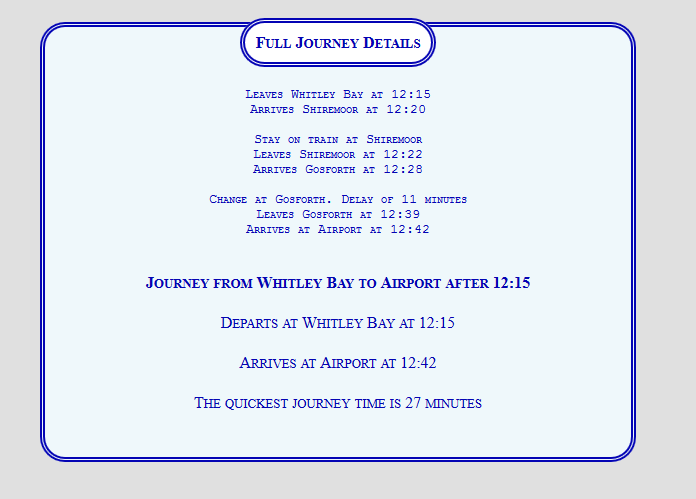 Full Journey Details
Leaves Whitley Bay at 12:15
Arrives Shiremoor at 12:20
Stay on train at Shiremoor
Leaves Shiremoor at 12:22
Arrives Gosforth at 12:28
Change at Gosforth. Delay of 11 minutes
Leaves Gosforth at 12:39
Arrives at Airport at 12:42
Journey from Whitley Bay to Airport after 12:15
Departs at Whitley Bay at 12:15
Arrives at Airport at 12:42
The quickest journey time is 27 minutes